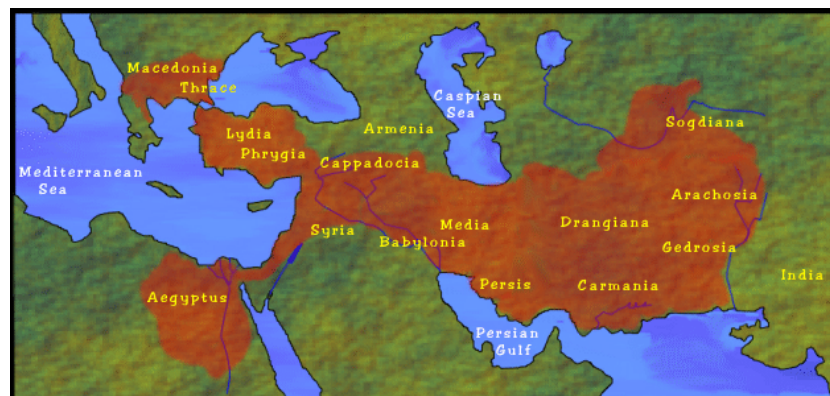 Macedonia
Thrace
Caspian
Sea
Sogdiana
Armenia
Lydia
Phrygia
Cappadocia
Mediterranean
Sea
Arachosia
Syria
Babylonia
Media
Drangiana
Gedrosia
India
Aegyptus
Persis
Carmania
Persian
Gulf